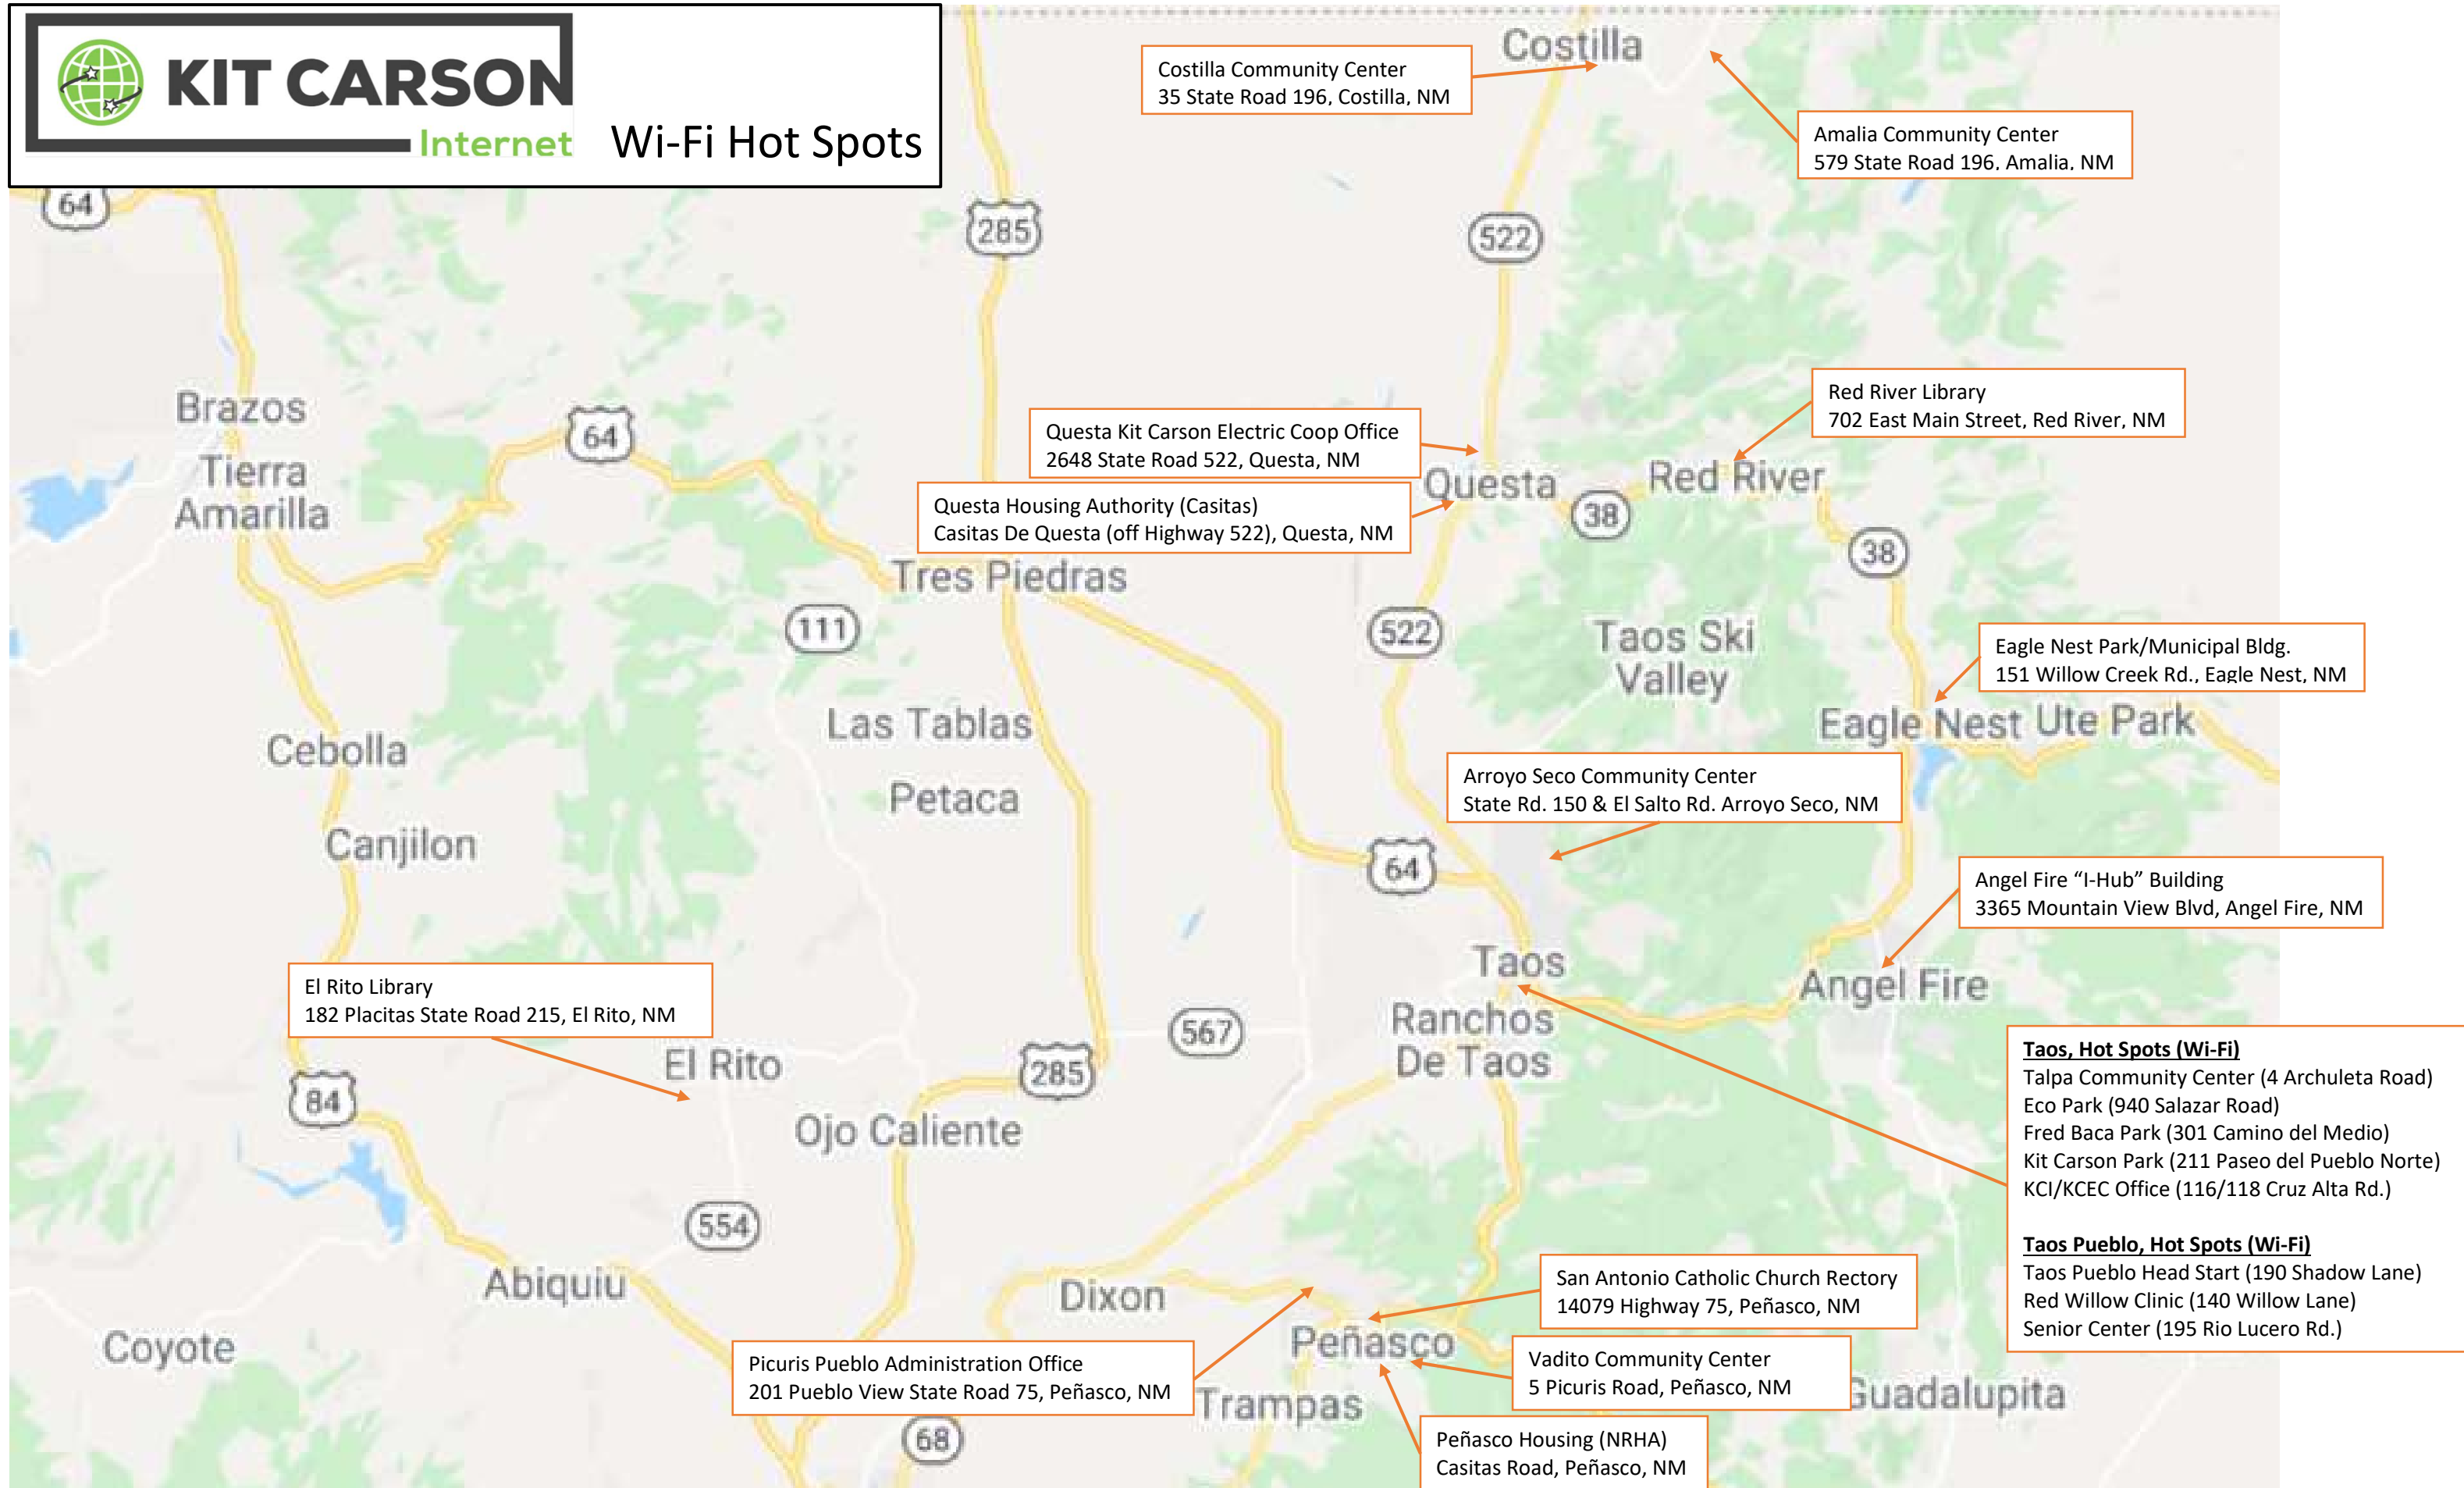 KIT CARSON
Internet
Wi-Fi Hot Spots
Costilla
Costilla Community Center
35 State Road 196, Costilla, NM
Amalia Community Center
579 State Road 196, Amalia, NM
64
285
522
Brazos
Tierra
Amarilla
64
Red River Library
702 East Main Street, Red River, NM
Questa Kit Carson Electric Coop Office
2648 State Road 522, Questa, NM
Questa
Red River
Questa Housing Authority (Casitas)
Casitas De Questa (off Highway 522), Questa, NM
38
38
Tres Piedras
111
522
Taos Ski
Valley
Eagle Nest Park/Municipal Bldg.
151 Willow Creek Rd., Eagle Nest, NM
Las Tablas
Eagle Nest
Ute Park
Cebolla
Petaca
Arroyo Seco Community Center
State Rd. 150 & El Salto Rd. Arroyo Seco, NM
Canjilon
64
Angel Fire “I-Hub” Building
3365 Mountain View Blvd, Angel Fire, NM
Taos
Angel Fire
El Rito Library
182 Placitas State Road 215, El Rito, NM
Ranchos
De Taos
567
El Rito
285
84
Ojo Caliente
Taos, Hot Spots (Wi-Fi)
Talpa Community Center (4 Archuleta Road)
Eco Park (940 Salazar Road)
Fred Baca Park (301 Camino del Medio)
Kit Carson Park (211 Paseo del Pueblo Norte)
KCI/KCEC Office (116/118 Cruz Alta Rd.)
Taos Pueblo, Hot Spots (Wi-Fi)
Taos Pueblo Head Start (190 Shadow Lane)
Red Willow Clinic (140 Willow Lane)
Senior Center (195 Rio Lucero Rd.)
554
Abiquiu
Dixon
San Antonio Catholic Church Rectory
14079 Highway 75, Peñasco, NM
Coyote
Peñasco
Picuris Pueblo Administration Office
201 Pueblo View State Road 75, Peñasco, NM
Vadito Community Center
5 Picuris Road, Peñasco, NM
Trampas
Guadalupita
68
Peñasco Housing (NRHA)
Casitas Road, Peñasco, NM